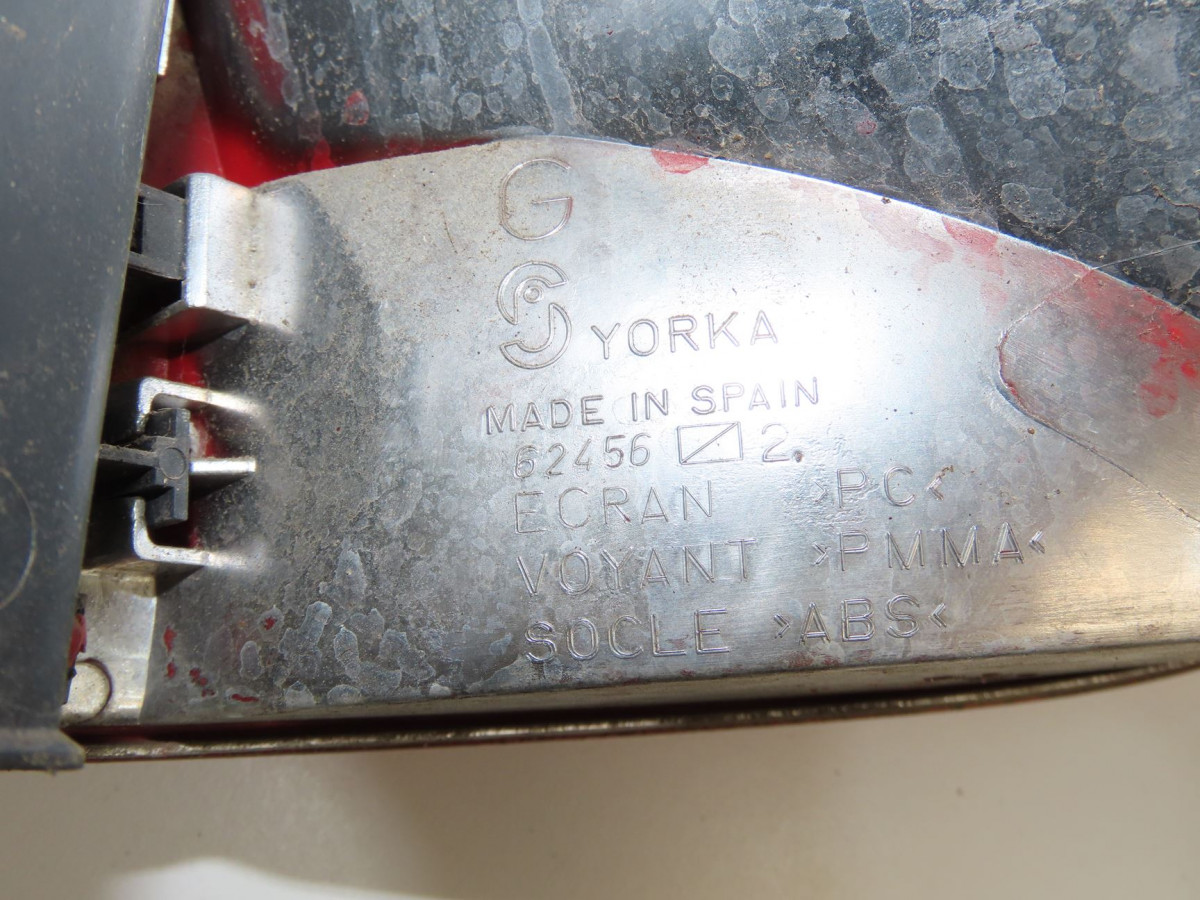 G
YORKA
MADE IN SPAIN
62456 2
ECRAN >PC<
VOYANT >PMMA<
SOCLE >ABS<